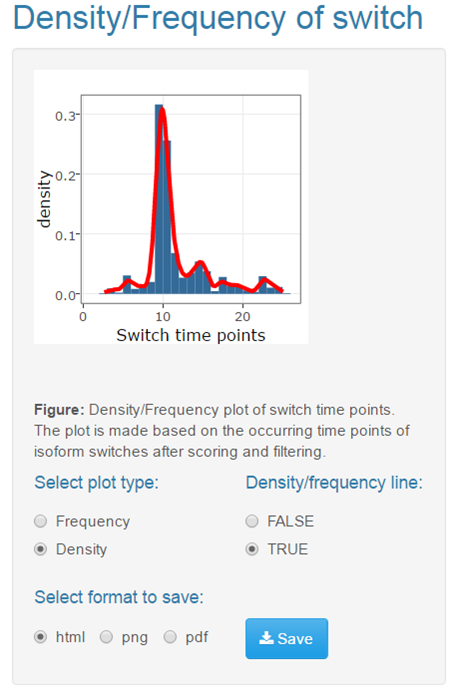 Density/Frequency of switch
density
0.3
0.2
0.1
0.0
0 10 20
Switch time points
Figure: Density/Frequency plot of switch time points.
The plot is made based on the occurring time points of
isoform switches after scoring and filtering.
Select plot type: Density/frequency line:
Frequency FALSE
Density TRUE
Select format to save:
html png pdf Save